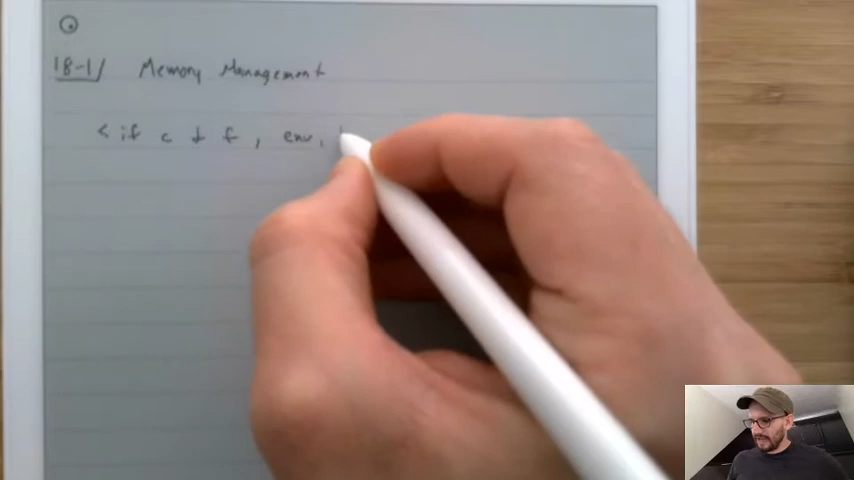 18-1/ Memory Management
< if c t f , env,